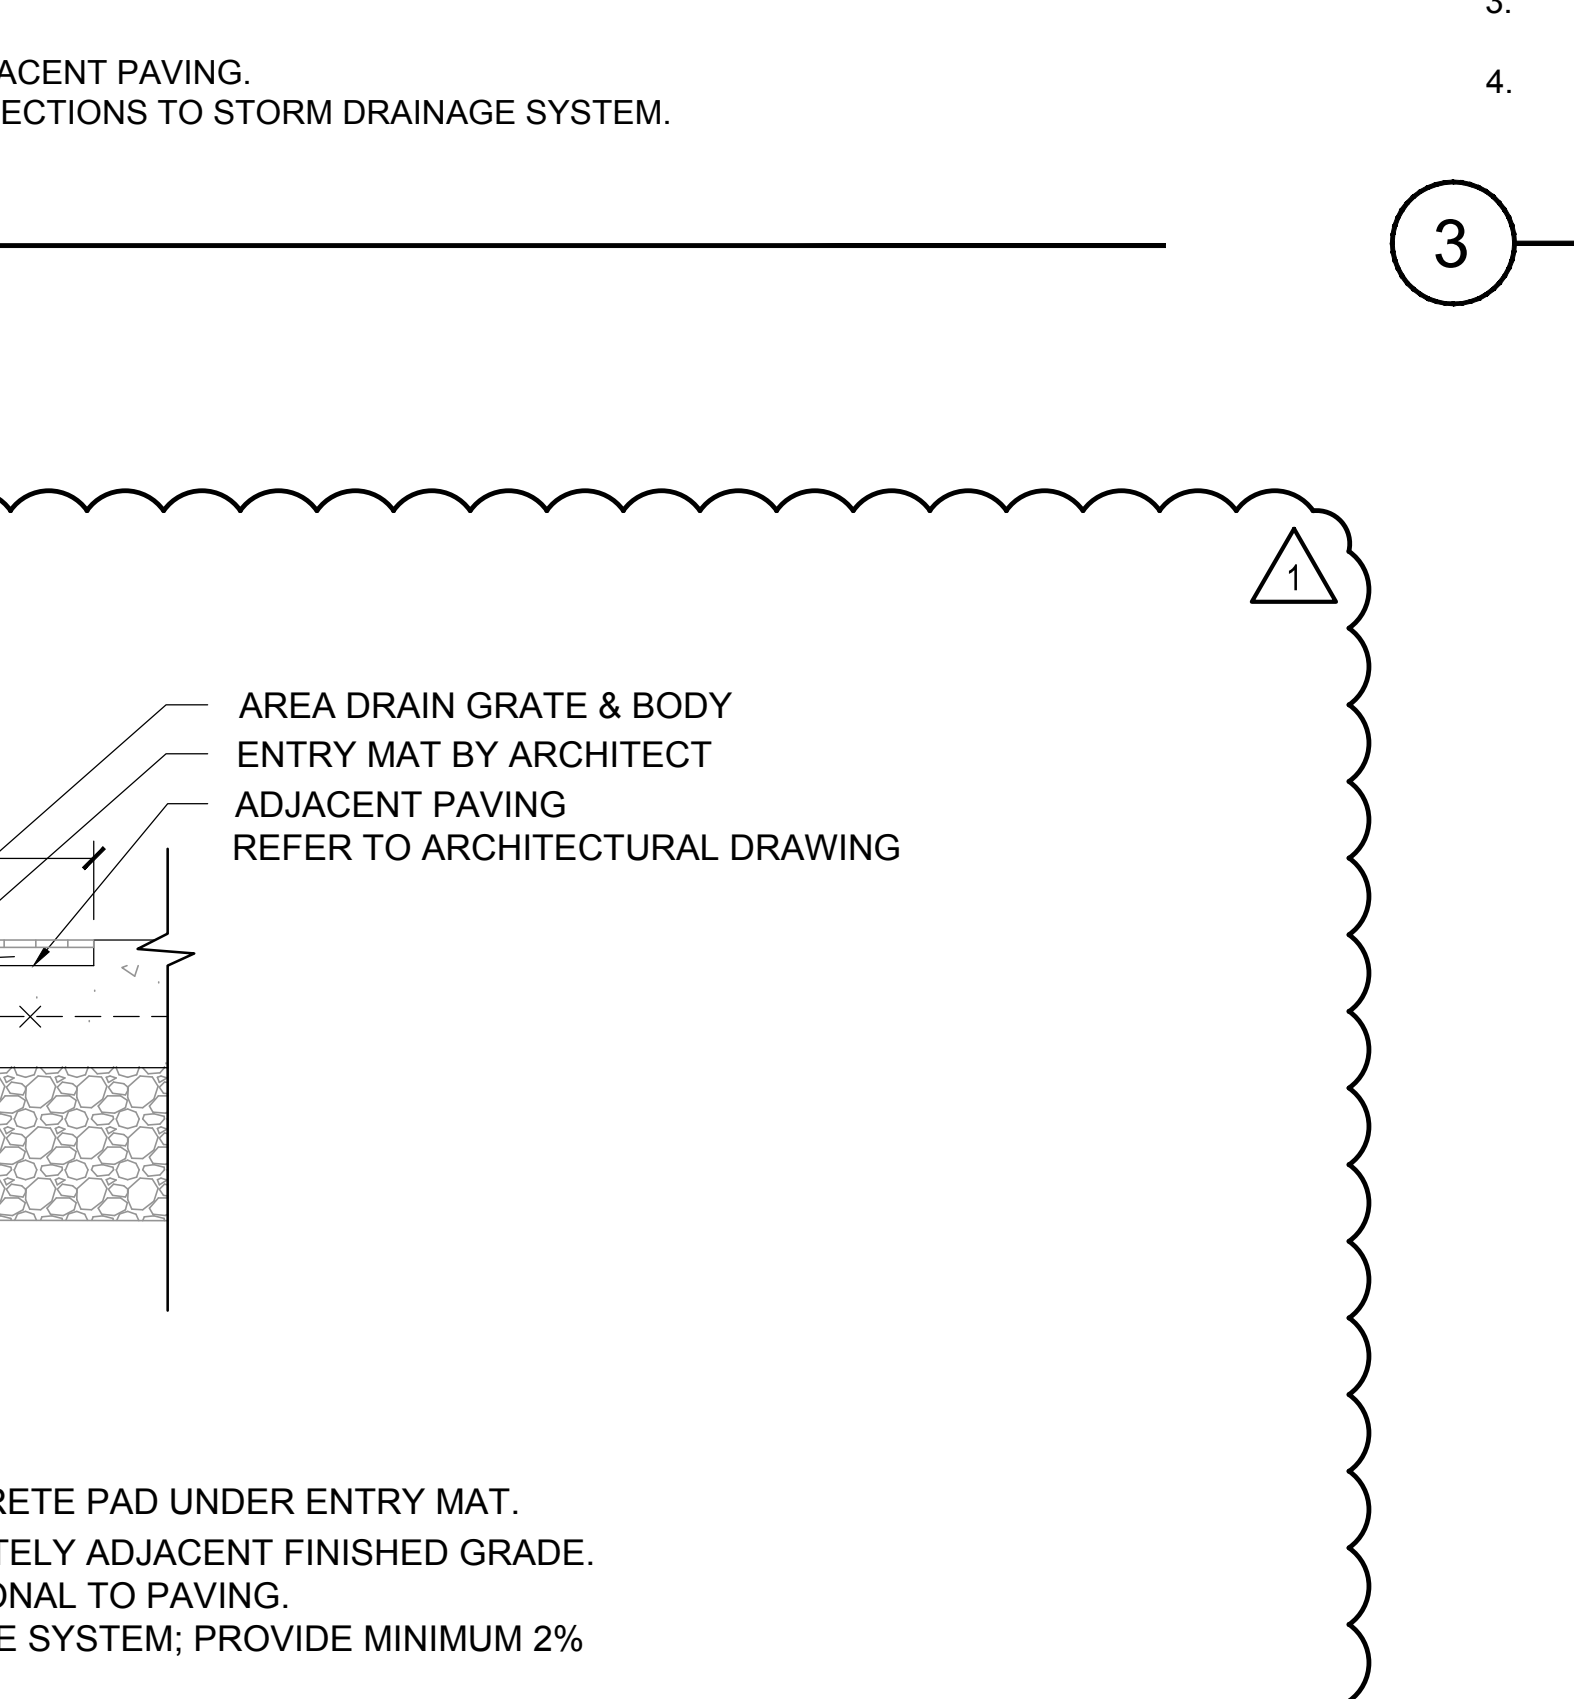 3.
ACENT PAVING.
4.
ECTIONS TO STORM DRAINAGE SYSTEM.
3
1
AREA DRAIN GRATE & BODY
ENTRY MAT BY ARCHITECT
ADJACENT PAVING
REFER TO ARCHITECTURAL DRAWING
RETE PAD UNDER ENTRY MAT.
TELY ADJACENT FINISHED GRADE.
ONAL TO PAVING.
E SYSTEM; PROVIDE MINIMUM 2%